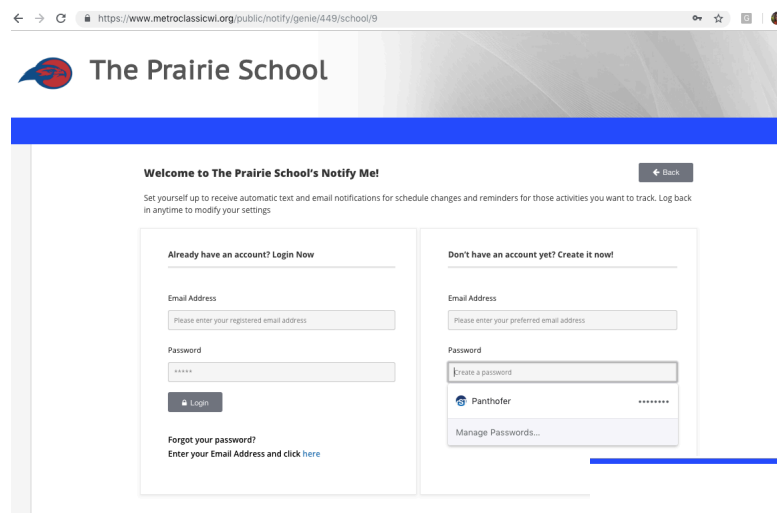 https://www.metroclassicwi.org/public/notify/genie/449/school/9
The Prairie School
Welcome to The Prairie School's Notify Me!
Back
Set yourself up to receive automatic text and email notifications for schedule changes and reminders for those activities you want to track. Log back
in anytime to modify your settings
Already have an account? Login Now
Email Address
Please enter your registered email address
Password
*****
Login
Forgot your password?
Enter your Email Address and click here
Don't have an account yet? Create it now!
Email Address
Please enter your preferred email address
Password
Create a password
Panthofer ••••••••
Manage Passwords...